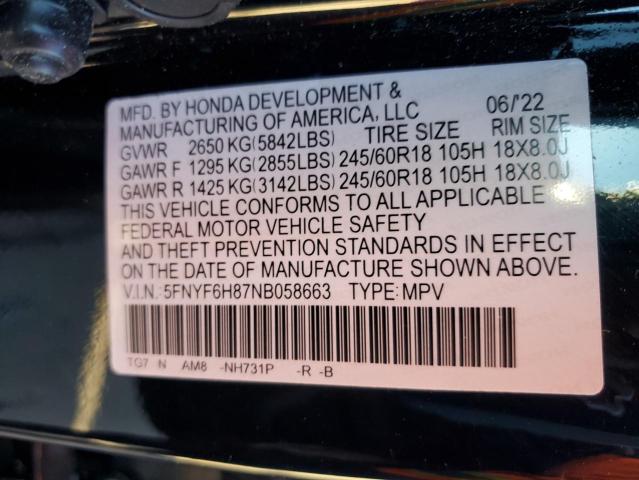 MFD. BY HONDA DEVELOPMENT &
MANUFACTURING OF AMERICA, LLC 06/'22
GVWR 2650 KG(5842LBS) TIRE SIZE RIM SIZE
GAWR F 1295 KG(2855LBS) 245/60R18 105H 18X8.0J
GAWR R 1425 KG(3142LBS) 245/60R18 105H 18X8.0J
THIS VEHICLE CONFORMS TO ALL APPLICABLE
FEDERAL MOTOR VEHICLE SAFETY
AND THEFT PREVENTION STANDARDS IN EFFECT
ON THE DATE OF MANUFACTURE SHOWN ABOVE.
V.I.N.:5FNYF6H87NB058663 TYPE:MPV
TG7 N AM8 -NH731P -R -B